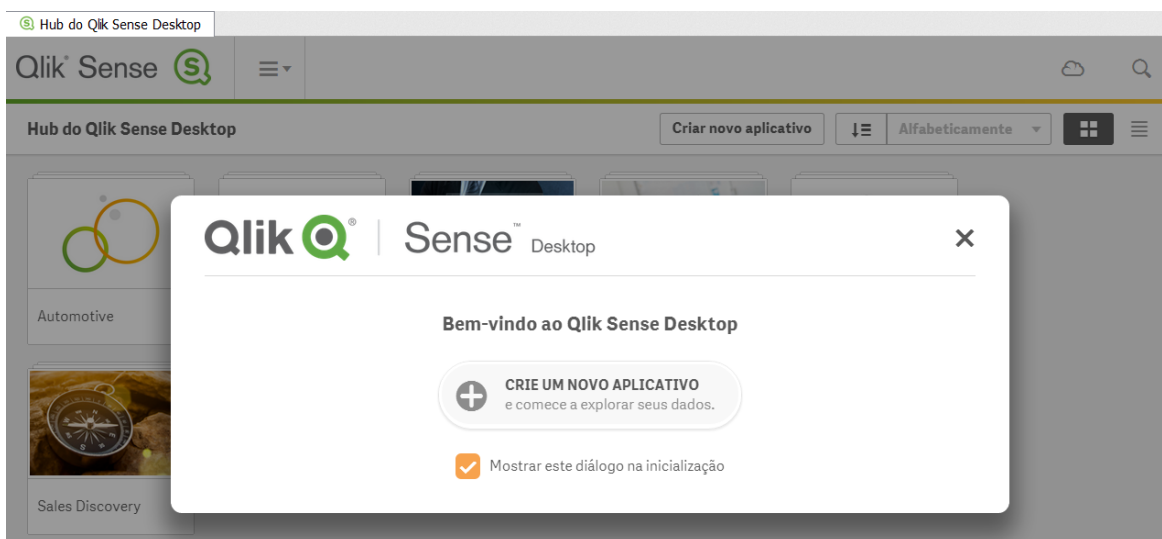 Hub do Qlik Sense Desktop
Qlik Sense
Hub do Qlik Sense Desktop
Criar novo aplicativo
Alfabeticamente
Qlik Sense™ Desktop
Bem-vindo ao Qlik Sense Desktop
CRIE UM NOVO APLICATIVO
e comece a explorar seus dados.
Mostrar este diálogo na inicialização
Automotive
Sales Discovery